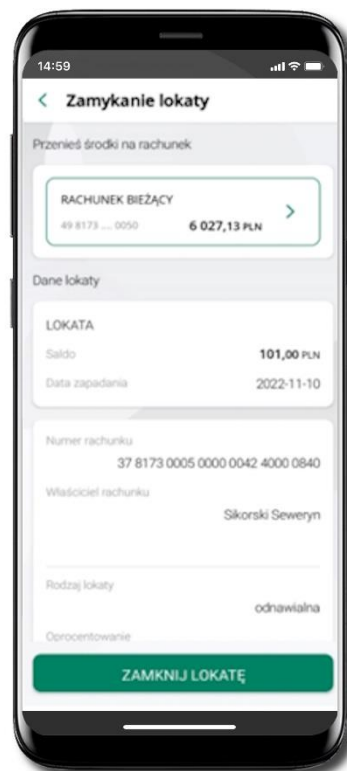 14:59
Zamykanie lokaty
Przenieś środki na rachunek
RACHUNEK BIEŻĄCY
49 8173 .... 0050 6 027,13 PLN
Dane lokaty
LOKATA
Saldo 101,00 PLN
Data zapadania 2022-11-10
Numer rachunku
37 8173 0005 0000 0042 4000 0840
Właściciel rachunku
Sikorski Seweryn
Rodzaj lokaty
odnawialna
Oprocentowanie
ZAMKNIJ LOKATĘ